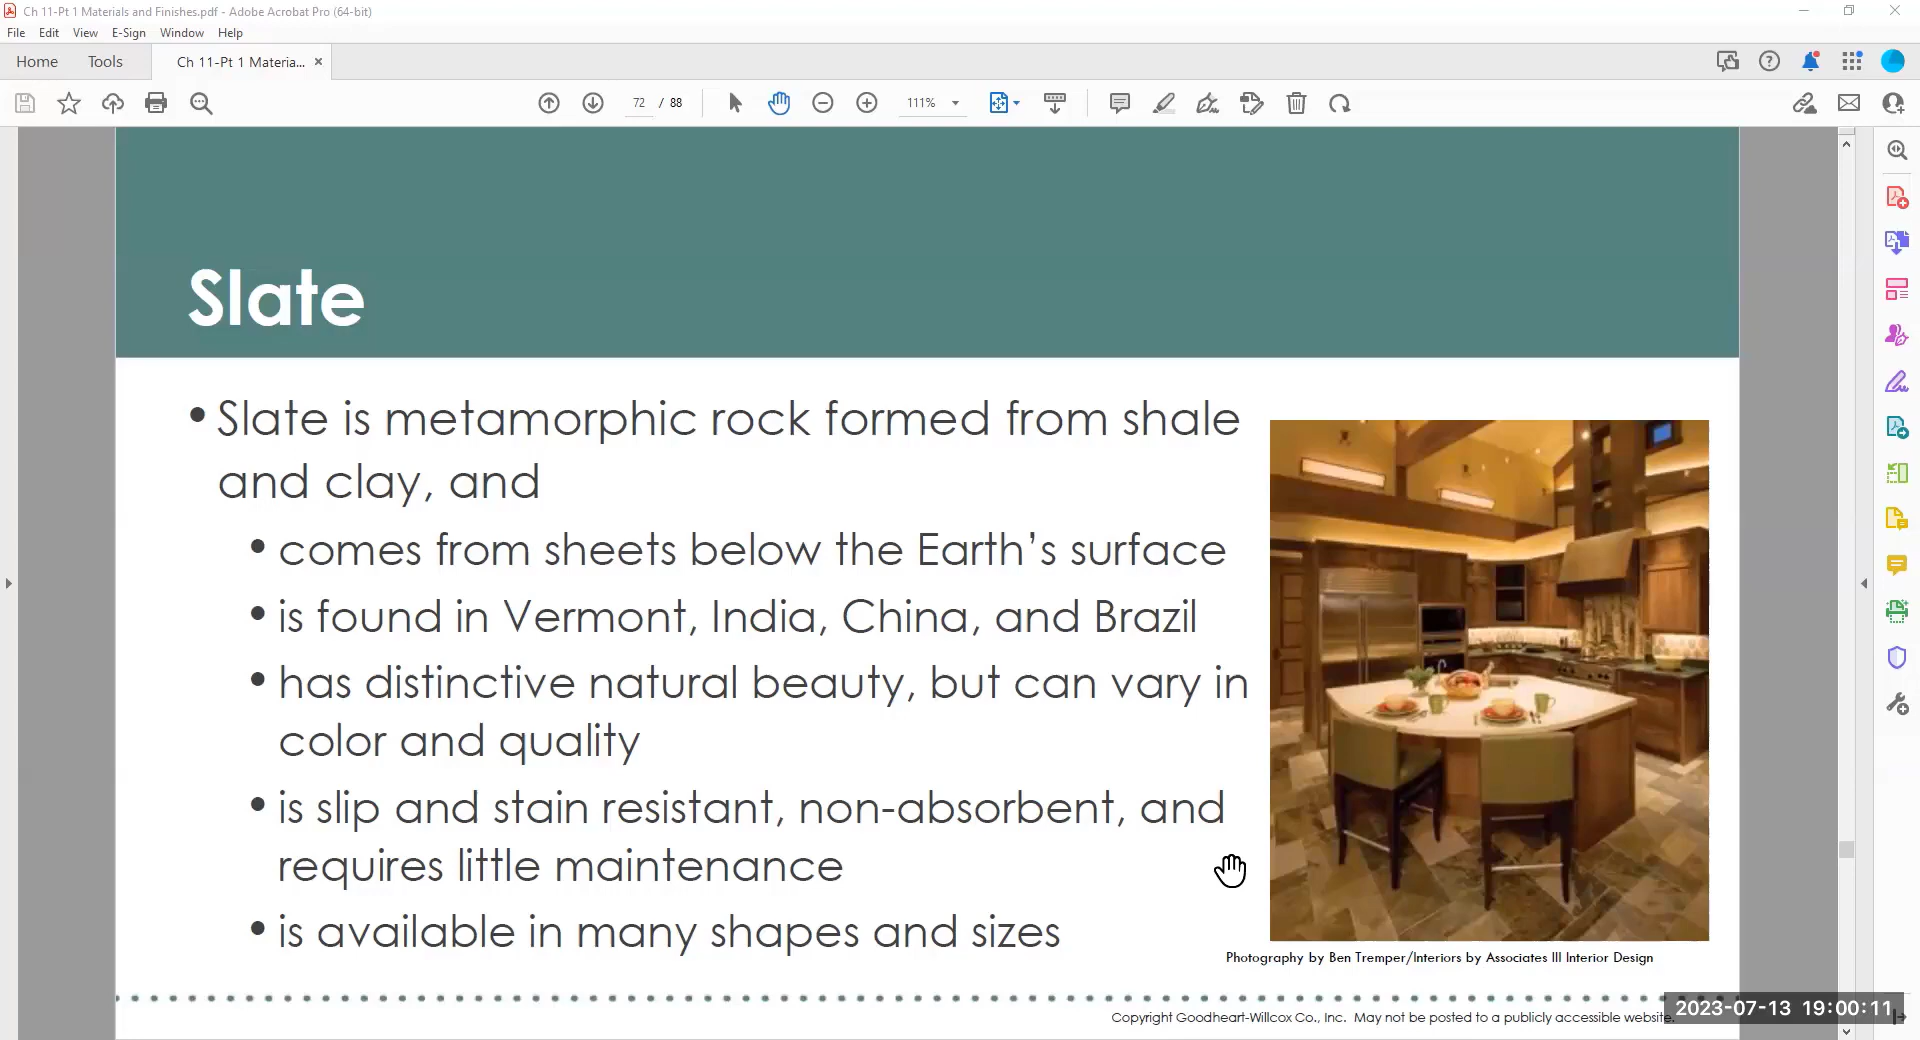 Ch 11-Pt 1 Materials and Finishes.pdf - Adobe Acrobat Pro (64-bit)
File Edit View E-Sign Window Help
Home Tools Ch 11-Pt 1 Materia...
72 / 88 111%
Slate
• Slate is metamorphic rock formed from shale
and clay, and
• comes from sheets below the Earth’s surface
• is found in Vermont, India, China, and Brazil
• has distinctive natural beauty, but can vary in
color and quality
• is slip and stain resistant, non-absorbent, and
requires little maintenance
• is available in many shapes and sizes
Photography by Ben Tremper/Interiors by Associates III Interior Design
Copyright Goodheart-Willcox Co., Inc. May not be posted to a publicly accessible website.
2023-07-13 19:00:11